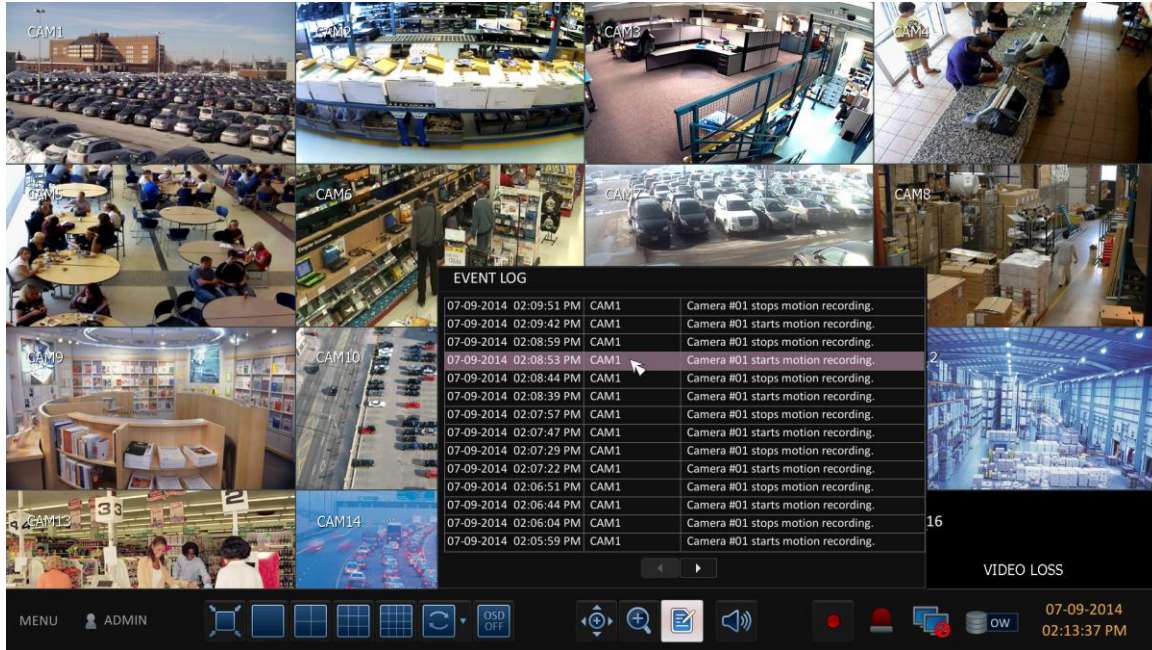 CAM1
CAM2
CAM3
CAM4
CAM5
CAM6
CAM7
CAM8
EVENT LOG
07-09-2014 02:09:51 PM CAM1 Camera #01 stops motion recording.
07-09-2014 02:09:42 PM CAM1 Camera #01 starts motion recording.
07-09-2014 02:08:59 PM CAM1 Camera #01 stops motion recording.
07-09-2014 02:08:53 PM CAM1 Camera #01 starts motion recording.
07-09-2014 02:08:44 PM CAM1 Camera #01 stops motion recording.
07-09-2014 02:08:39 PM CAM1 Camera #01 starts motion recording.
07-09-2014 02:07:57 PM CAM1 Camera #01 stops motion recording.
07-09-2014 02:07:47 PM CAM1 Camera #01 starts motion recording.
07-09-2014 02:07:29 PM CAM1 Camera #01 stops motion recording.
07-09-2014 02:07:22 PM CAM1 Camera #01 starts motion recording.
07-09-2014 02:06:51 PM CAM1 Camera #01 stops motion recording.
07-09-2014 02:06:44 PM CAM1 Camera #01 starts motion recording.
07-09-2014 02:06:04 PM CAM1 Camera #01 stops motion recording.
07-09-2014 02:05:59 PM CAM1 Camera #01 starts motion recording.
CAM9
CAM10
2
33
2
CAM13
CAM14
16
VIDEO LOSS
MENU
ADMIN
OSD
OFF
OW
07-09-2014
02:13:37 PM